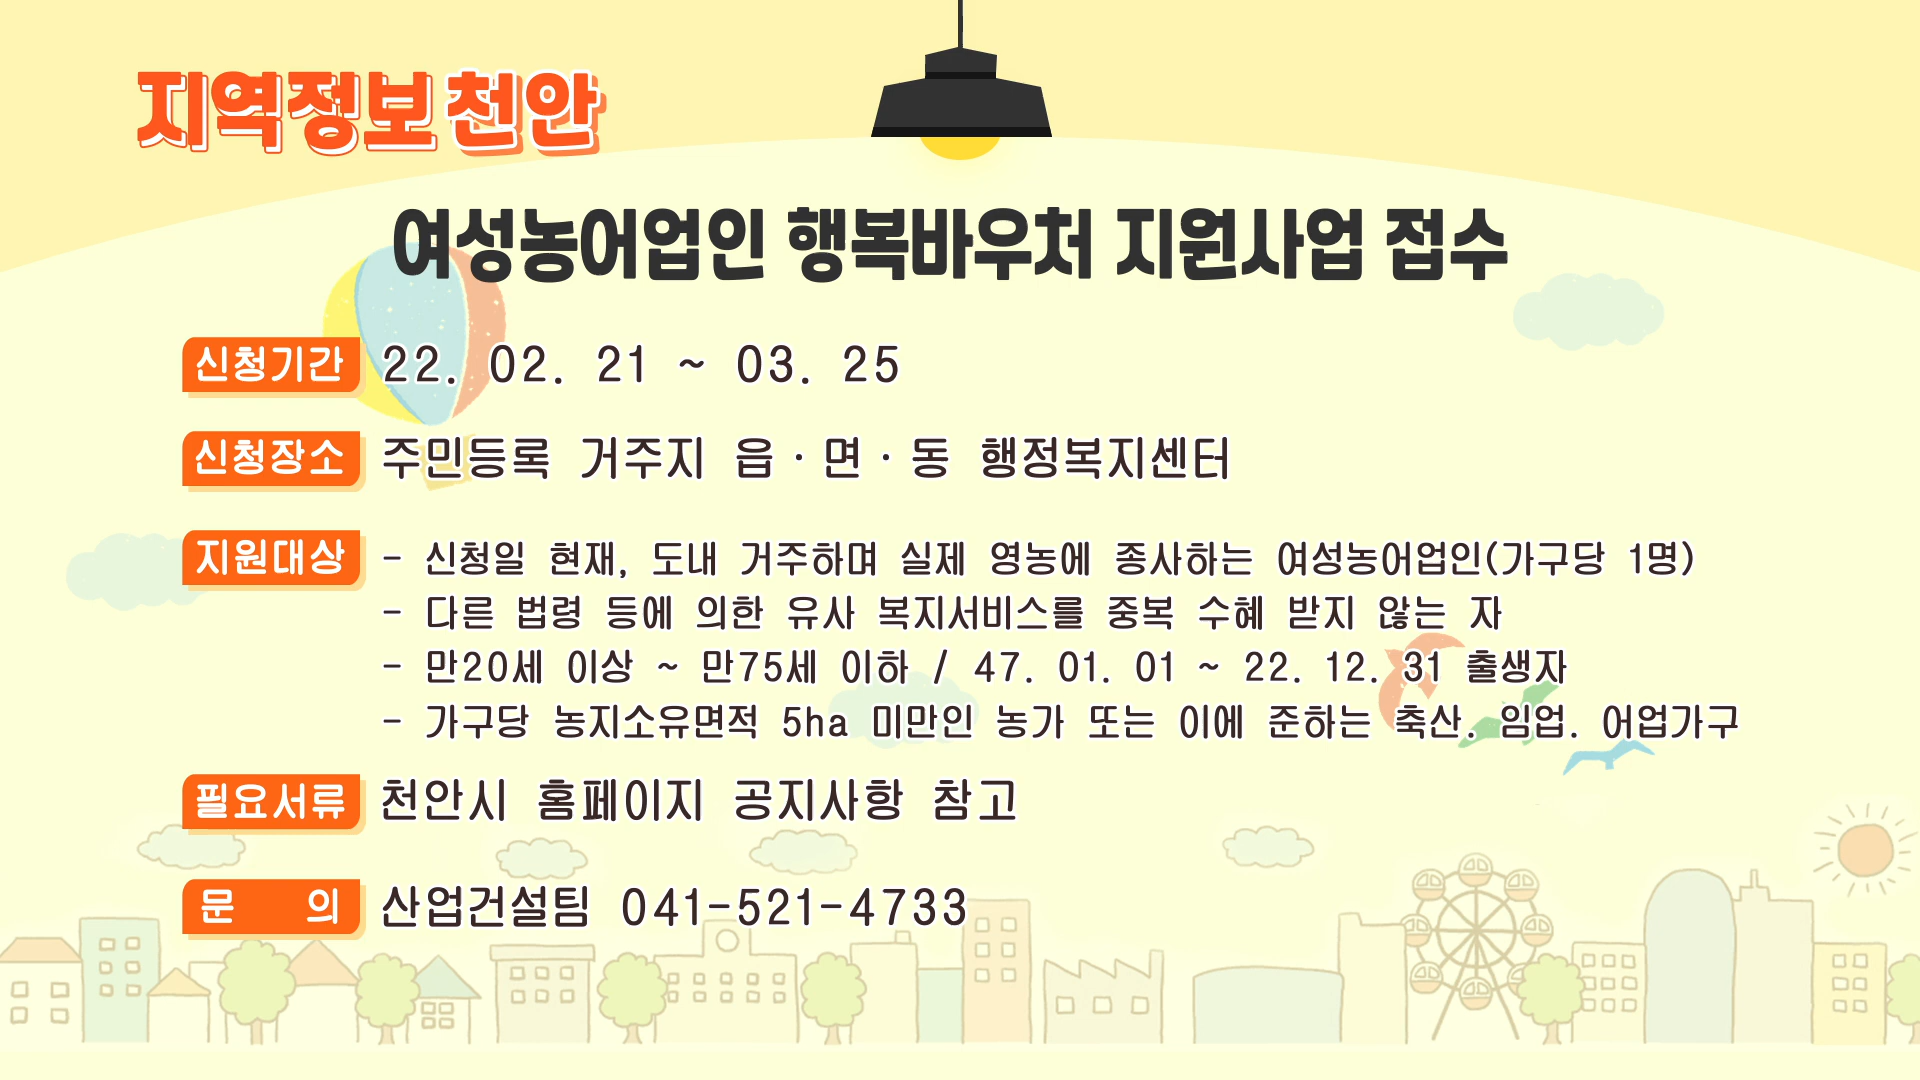 지역정보 천안
여성농어업인 행복바우처 지원사업 접수
신청기간 22. 02. 21 ~ 03. 25
신청장소 주민등록 거주지 읍·면·동 행정복지센터
지원대상 - 신청일 현재, 도내 거주하며 실제 영농에 종사하는 여성농어업인(가구당 1명)
- 다른 법령 등에 의한 유사 복지서비스를 중복 수혜 받지 않는 자
- 만20세 이상 ~ 만75세 이하 / 47. 01. 01 ~ 22. 12. 31 출생자
- 가구당 농지소유면적 5ha 미만인 농가 또는 이에 준하는 축산. 임업. 어업가구
필요서류 천안시 홈페이지 공지사항 참고
문 의 산업건설팀 041-521-4733